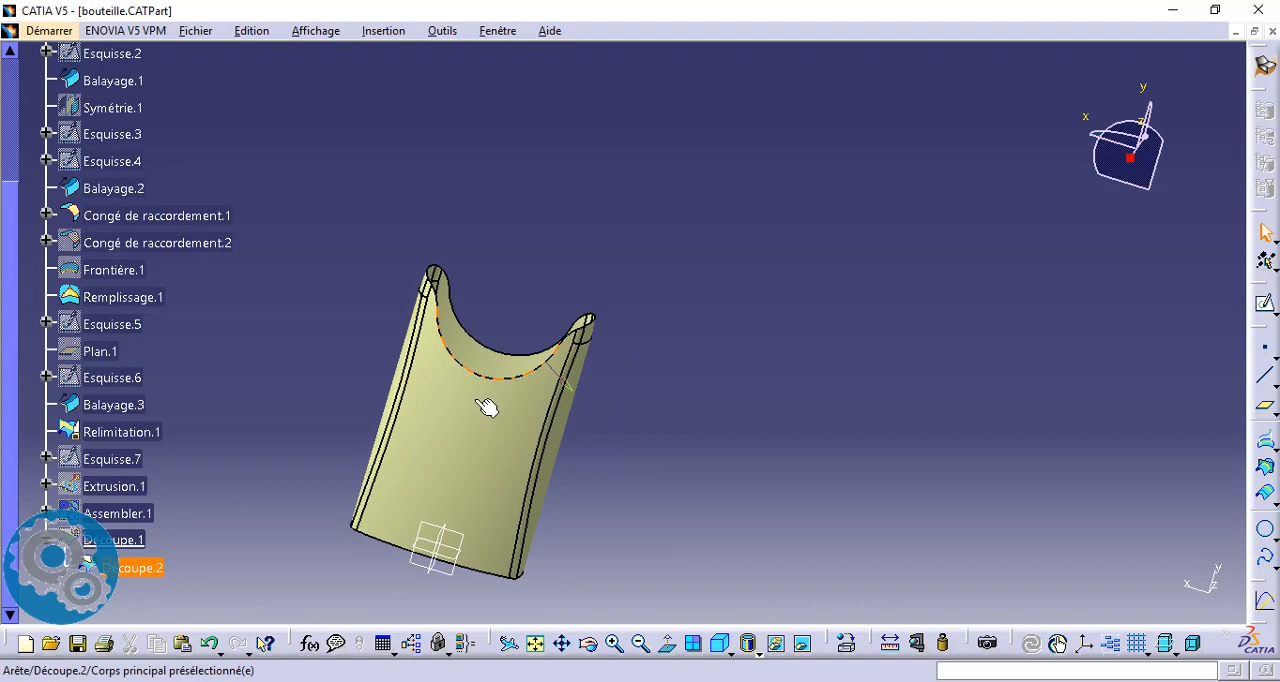 CATIA V5 - [bouteille.CATPart]
Démarrer ENOVIA V5 VPM Fichier Edition Affichage Insertion Outils Fenêtre Aide
Esquisse.2
Balayage.1
Symétrie.1
Esquisse.3
Esquisse.4
Balayage.2
Congé de raccordement.1
Congé de raccordement.2
Frontière.1
Remplissage.1
Esquisse.5
Plan.1
Esquisse.6
Balayage.3
Relimitation.1
Esquisse.7
Extrusion.1
Assembler.1
Découpe.1
Découpe.2
y
x
z
y
x
z
f(x)
CATIA
Arête/Découpe.2/Corps principal présélectionné(e)